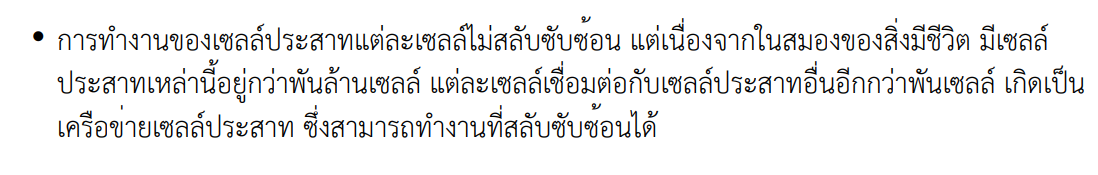 • การทำงานของเซลล์ประสาทแต่ละเซลล์ไม่สลับซับซ้อน แต่เนื่องจากในสมองของสิ่งมีชีวิต มีเซลล์
ประสาทเหล่านี้อยู่กว่าพันล้านเซลล์ แต่ละเซลล์เชื่อมต่อกับเซลล์ประสาทอื่นอีกกว่าพันเซลล์ เกิดเป็น
เครือข่ายเซลล์ประสาท ซึ่งสามารถทำงานที่สลับซับซ้อนได้